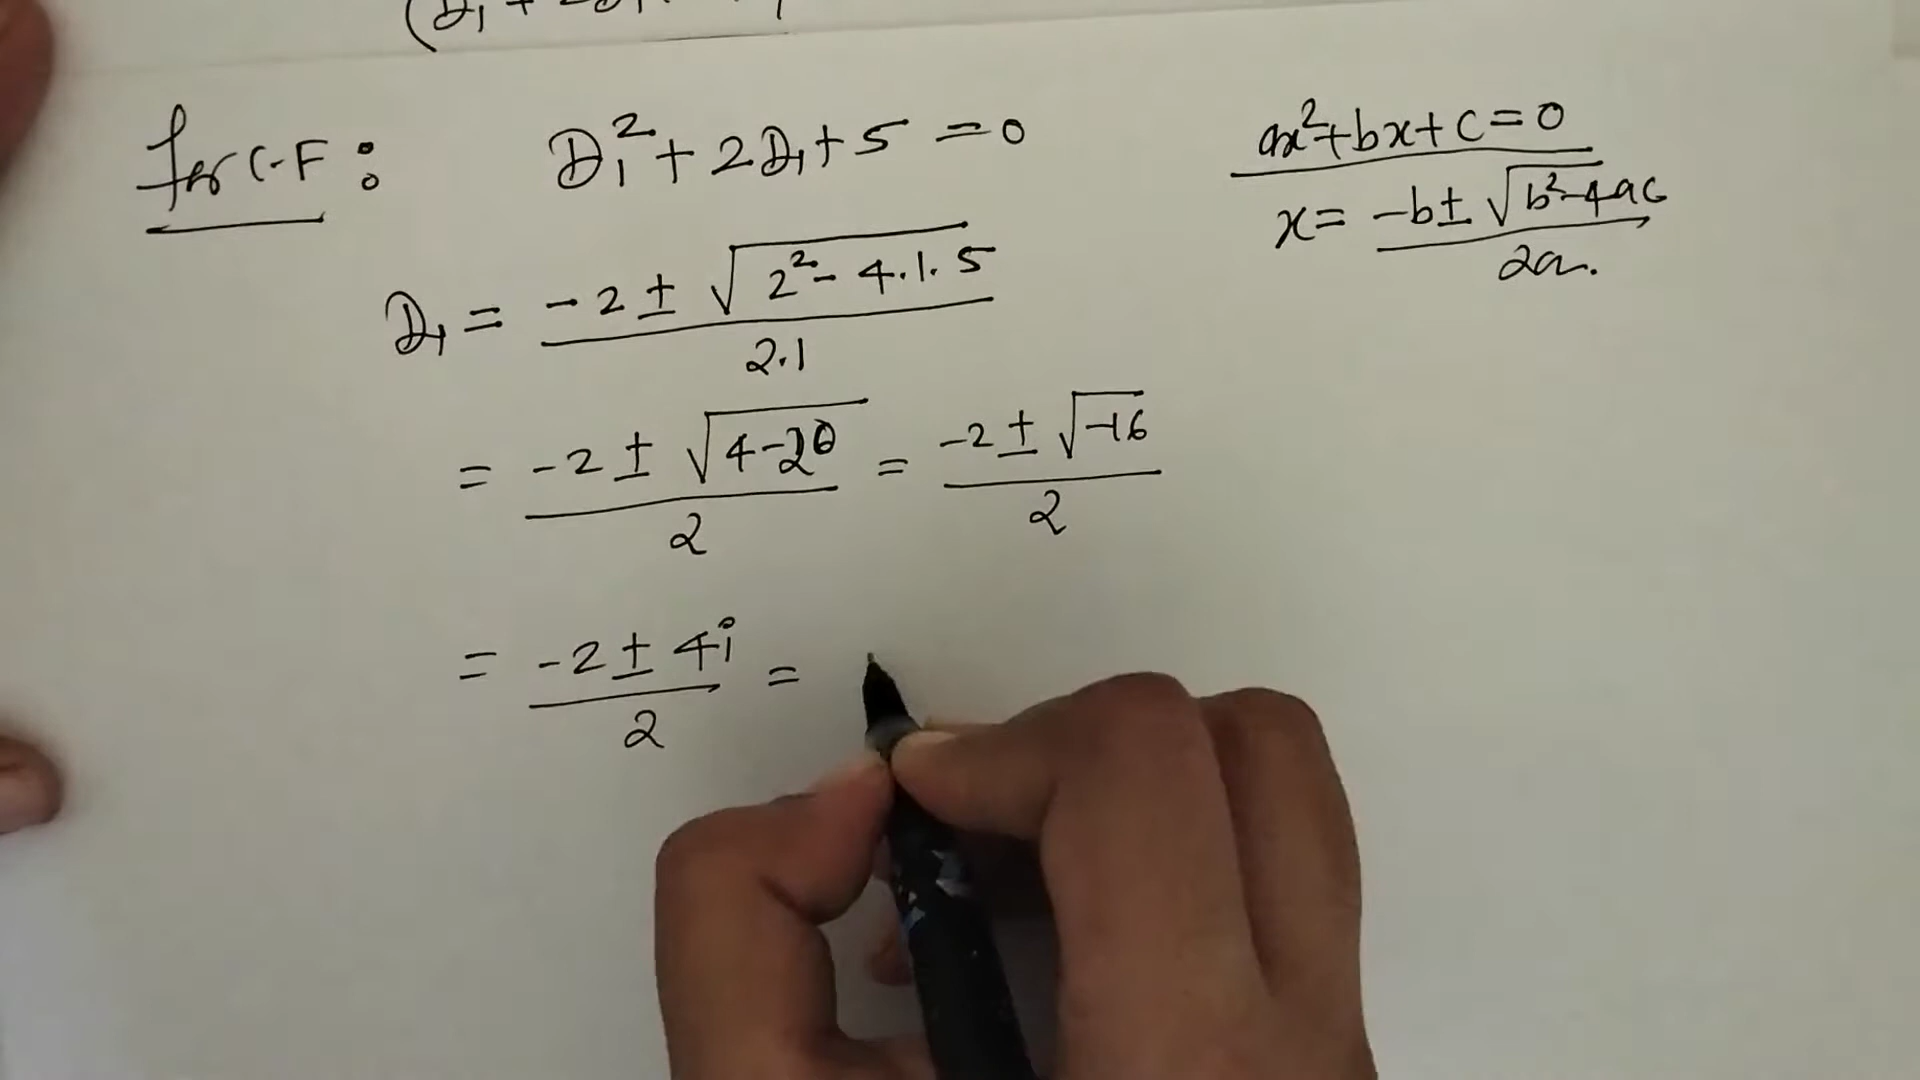 for C.F : D₁² + 2D₁ + 5 = 0
ax² + bx + c = 0
x = (-b ± √(b² - 4ac)) / 2a.
D₁ = (-2 ± √(2² - 4.1.5)) / 2.1
= (-2 ± √(4-20)) / 2 = (-2 ± √-16) / 2
= (-2 ± 4i) / 2 =